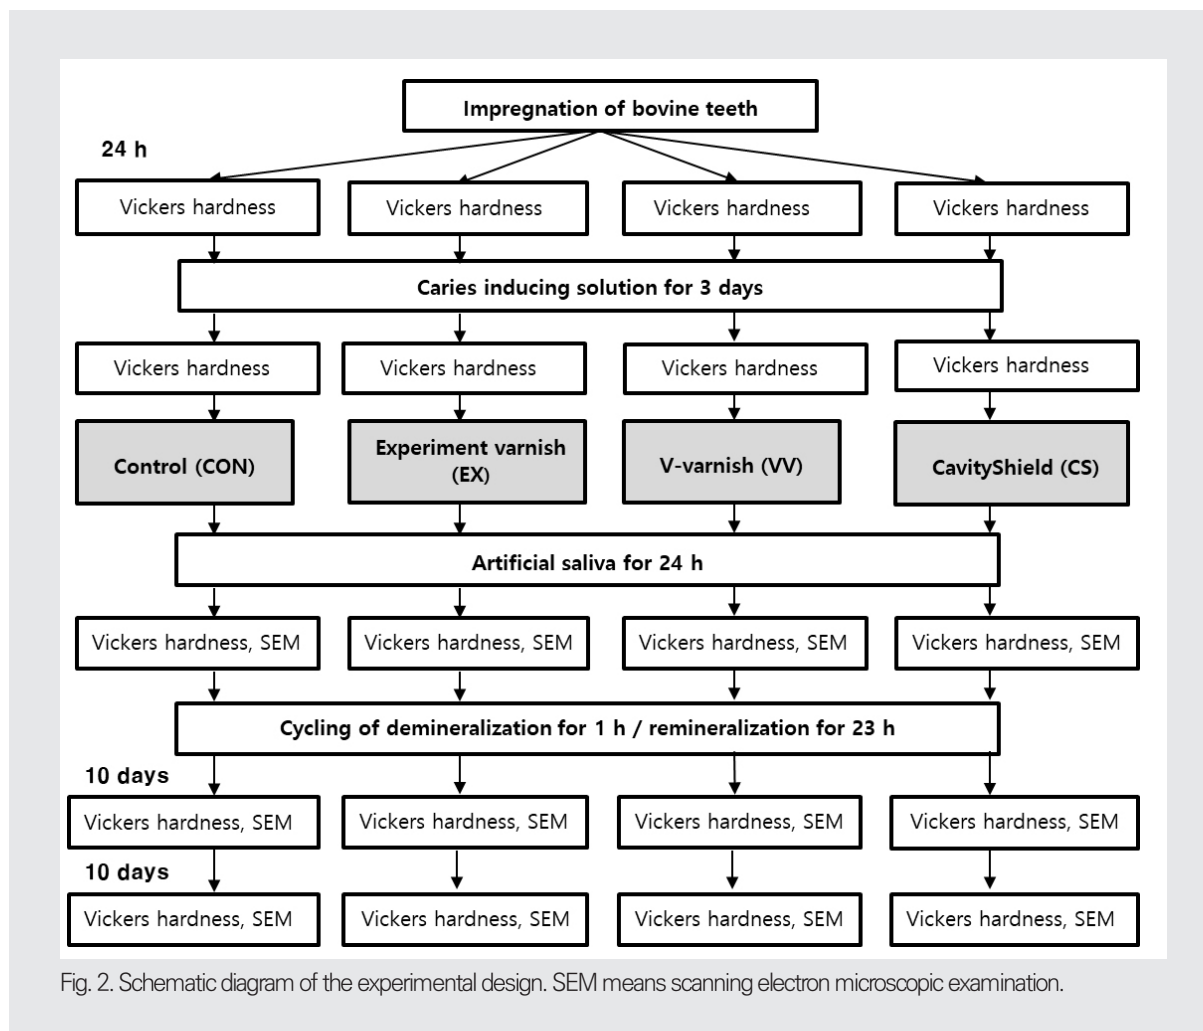 Impregnation of bovine teeth
24 h
Vickers hardness Vickers hardness Vickers hardness Vickers hardness
Caries inducing solution for 3 days
Vickers hardness Vickers hardness Vickers hardness Vickers hardness
Control (CON) Experiment varnish (EX) V-varnish (VV) CavityShield (CS)
Artificial saliva for 24 h
Vickers hardness, SEM Vickers hardness, SEM Vickers hardness, SEM Vickers hardness, SEM
Cycling of demineralization for 1 h / remineralization for 23 h
10 days
Vickers hardness, SEM Vickers hardness, SEM Vickers hardness, SEM Vickers hardness, SEM
10 days
Vickers hardness, SEM Vickers hardness, SEM Vickers hardness, SEM Vickers hardness, SEM
Fig. 2. Schematic diagram of the experimental design. SEM means scanning electron microscopic examination.